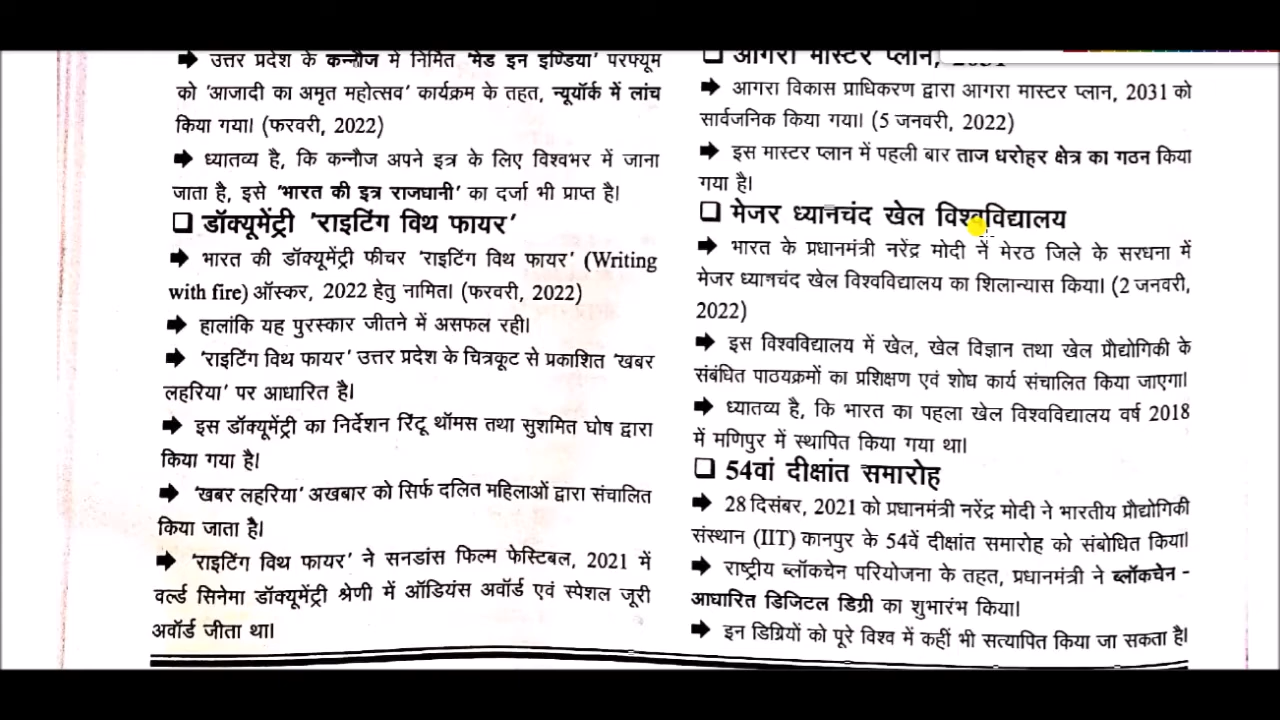 ➡ उत्तर प्रदेश के कन्नौज में निर्मित 'मेड इन इण्डिया' परफ्यूम
को 'आजादी का अमृत महोत्सव' कार्यक्रम के तहत, न्यूयॉर्क में लांच
किया गया। (फरवरी, 2022)
➡ ध्यातव्य है, कि कन्नौज अपने इत्र के लिए विश्वभर में जाना
जाता है, इसे 'भारत की इत्र राजधानी' का दर्जा भी प्राप्त है।
❑ डॉक्यूमेंट्री 'राइटिंग विथ फायर'
➡ भारत की डॉक्यूमेंट्री फीचर 'राइटिंग विथ फायर' (Writing
with fire) ऑस्कर, 2022 हेतु नामित। (फरवरी, 2022)
➡ हालांकि यह पुरस्कार जीतने में असफल रही।
➡ 'राइटिंग विथ फायर' उत्तर प्रदेश के चित्रकूट से प्रकाशित 'खबर
लहरिया' पर आधारित है।
➡ इस डॉक्यूमेंट्री का निर्देशन रिंटू थॉमस तथा सुशमित घोष द्वारा
किया गया है।
➡ 'खबर लहरिया' अखबार को सिर्फ दलित महिलाओं द्वारा संचालित
किया जाता है।
➡ 'राइटिंग विथ फायर' ने सनडांस फिल्म फेस्टिबल, 2021 में
वर्ल्ड सिनेमा डॉक्यूमेंट्री श्रेणी में ऑडियंस अवॉर्ड एवं स्पेशल जूरी
अवॉर्ड जीता था।
❑ आगरा मास्टर प्लान, 2031
➡ आगरा विकास प्राधिकरण द्वारा आगरा मास्टर प्लान, 2031 को
सार्वजनिक किया गया। (5 जनवरी, 2022)
➡ इस मास्टर प्लान में पहली बार ताज धरोहर क्षेत्र का गठन किया
गया है।
❑ मेजर ध्यानचंद खेल विश्वविद्यालय
➡ भारत के प्रधानमंत्री नरेंद्र मोदी नें मेरठ जिले के सरधना में
मेजर ध्यानचंद खेल विश्वविद्यालय का शिलान्यास किया। (2 जनवरी,
2022)
➡ इस विश्वविद्यालय में खेल, खेल विज्ञान तथा खेल प्रौद्योगिकी के
संबंधित पाठयक्रमों का प्रशिक्षण एवं शोध कार्य संचालित किया जाएगा।
➡ ध्यातव्य है, कि भारत का पहला खेल विश्वविद्यालय वर्ष 2018
में मणिपुर में स्थापित किया गया था।
❑ 54वां दीक्षांत समारोह
➡ 28 दिसंबर, 2021 को प्रधानमंत्री नरेंद्र मोदी ने भारतीय प्रौद्योगिकी
संस्थान (IIT) कानपुर के 54वें दीक्षांत समारोह को संबोधित किया।
➡ राष्ट्रीय ब्लॉकचेन परियोजना के तहत, प्रधानमंत्री ने ब्लॉकचेन -
आधारित डिजिटल डिग्री का शुभारंभ किया।
➡ इन डिग्रियों को पूरे विश्व में कहीं भी सत्यापित किया जा सकता है।